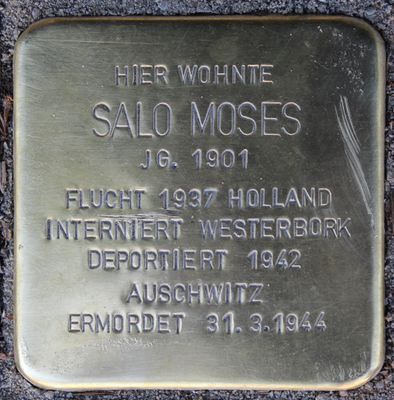 HIER WOHNTE
SALO MOSES
JG. 1901
FLUCHT 1937 HOLLAND
INTERNIERT WESTERBORK
DEPORTIERT 1942
AUSCHWITZ
ERMORDET 31.3.1944